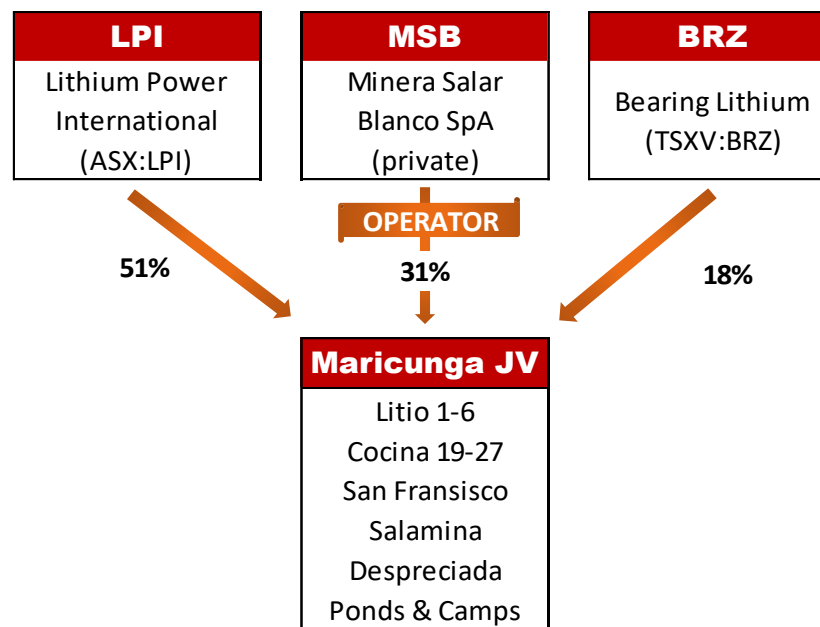 LPI
Lithium Power
International
(ASX:LPI)
MSB
Minera Salar
Blanco SpA
(private)
BRZ
Bearing Lithium
(TSXV:BRZ)
OPERATOR
51%
31%
18%
Maricunga JV
Litio 1-6
Cocina 19-27
San Fransisco
Salamina
Despreciada
Ponds & Camps